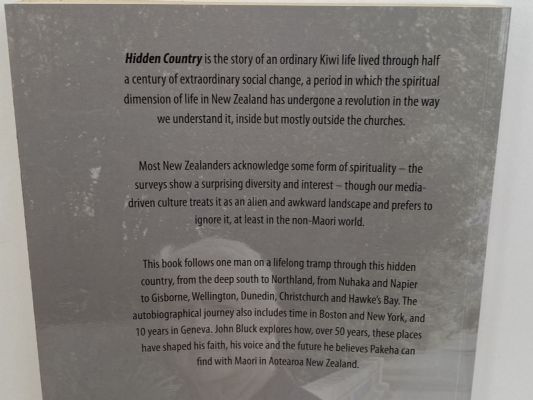 Hidden Country is the story of an ordinary Kiwi life lived through half
a century of extraordinary social change, a period in which the spiritual
dimension of life in New Zealand has undergone a revolution in the way
we understand it, inside but mostly outside the churches.
Most New Zealanders acknowledge some form of spirituality – the
surveys show a surprising diversity and interest – though our media-
driven culture treats it as an alien and awkward landscape and prefers to
ignore it, at least in the non-Maori world.
This book follows one man on a lifelong tramp through this hidden
country, from the deep south to Northland, from Nuhaka and Napier
to Gisborne, Wellington, Dunedin, Christchurch and Hawke's Bay. The
autobiographical journey also includes time in Boston and New York, and
10 years in Geneva. John Bluck explores how, over 50 years, these places
have shaped his faith, his voice and the future he believes Pakeha can
find with Maori in Aotearoa New Zealand.